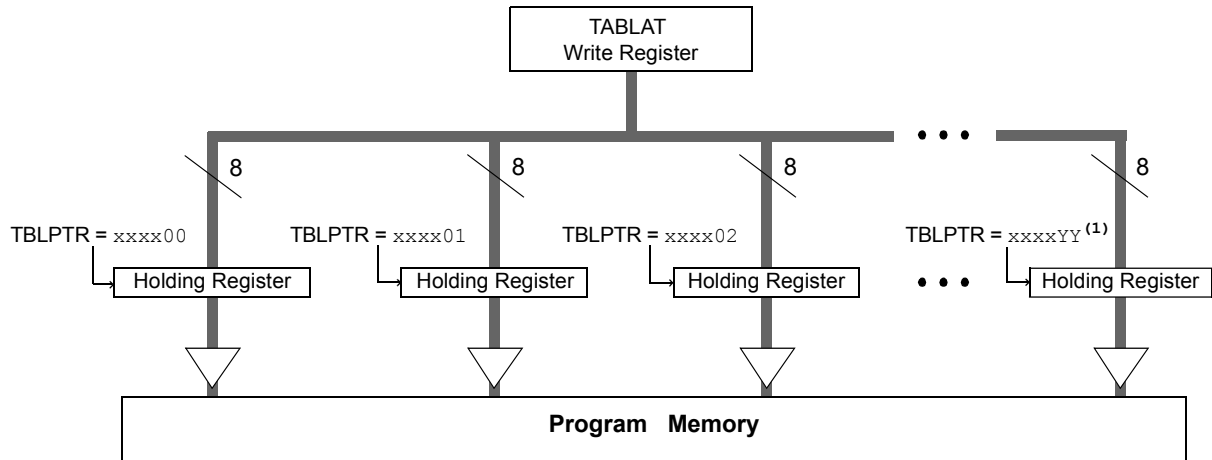 TABLAT
Write Register
8 8 8 8
TBLPTR = xxxx00 TBLPTR = xxxx01 TBLPTR = xxxx02 TBLPTR = xxxxYY(1)
Holding Register Holding Register Holding Register Holding Register
Program Memory